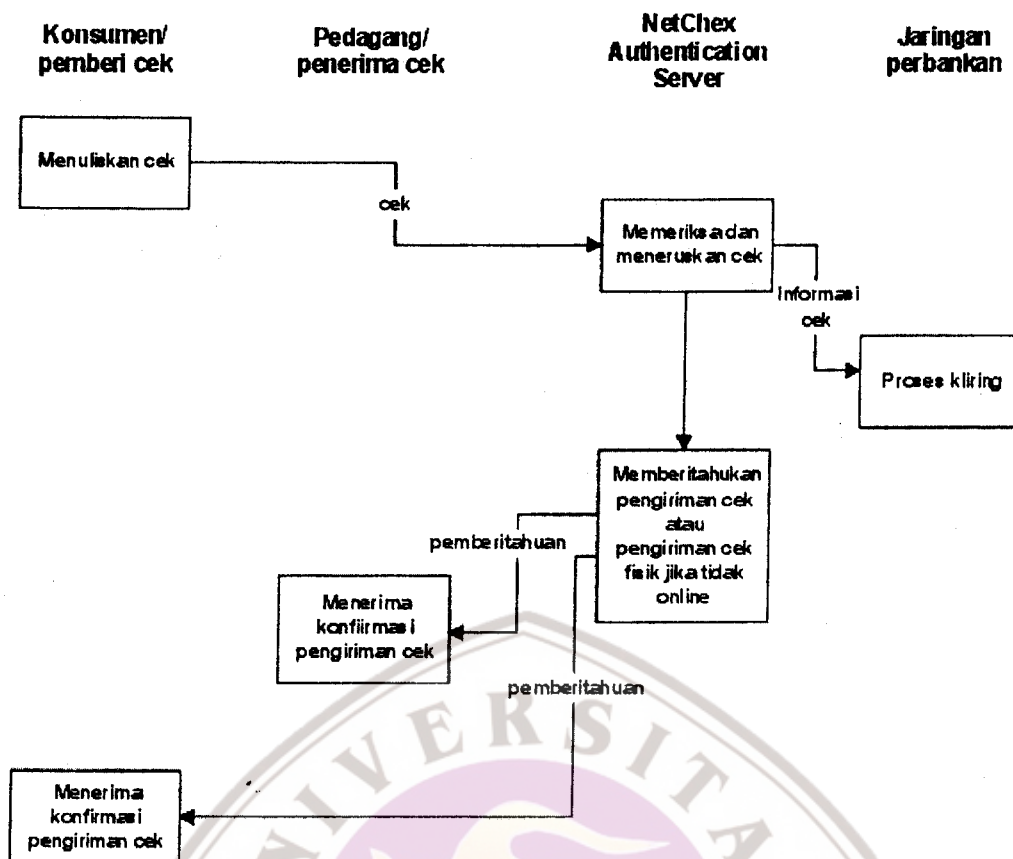 Konsumen/
pemberi cek
Pedagang/
penerima cek
NetChex
Authentication
Server
Jaringan
perbankan
Menuliskan cek
cek
Memeriksa dan
meneruskan cek
Informasi
cek
Proses kliring
Memberitahukan
pengiriman cek
atau
pengiriman cek
fisik jika tidak
online
pemberitahuan
Menerima
konfiirmasi
pengiriman cek
pemberitahuan
Menerima
konfirmasi
pengiriman cek
UNIVERSITA